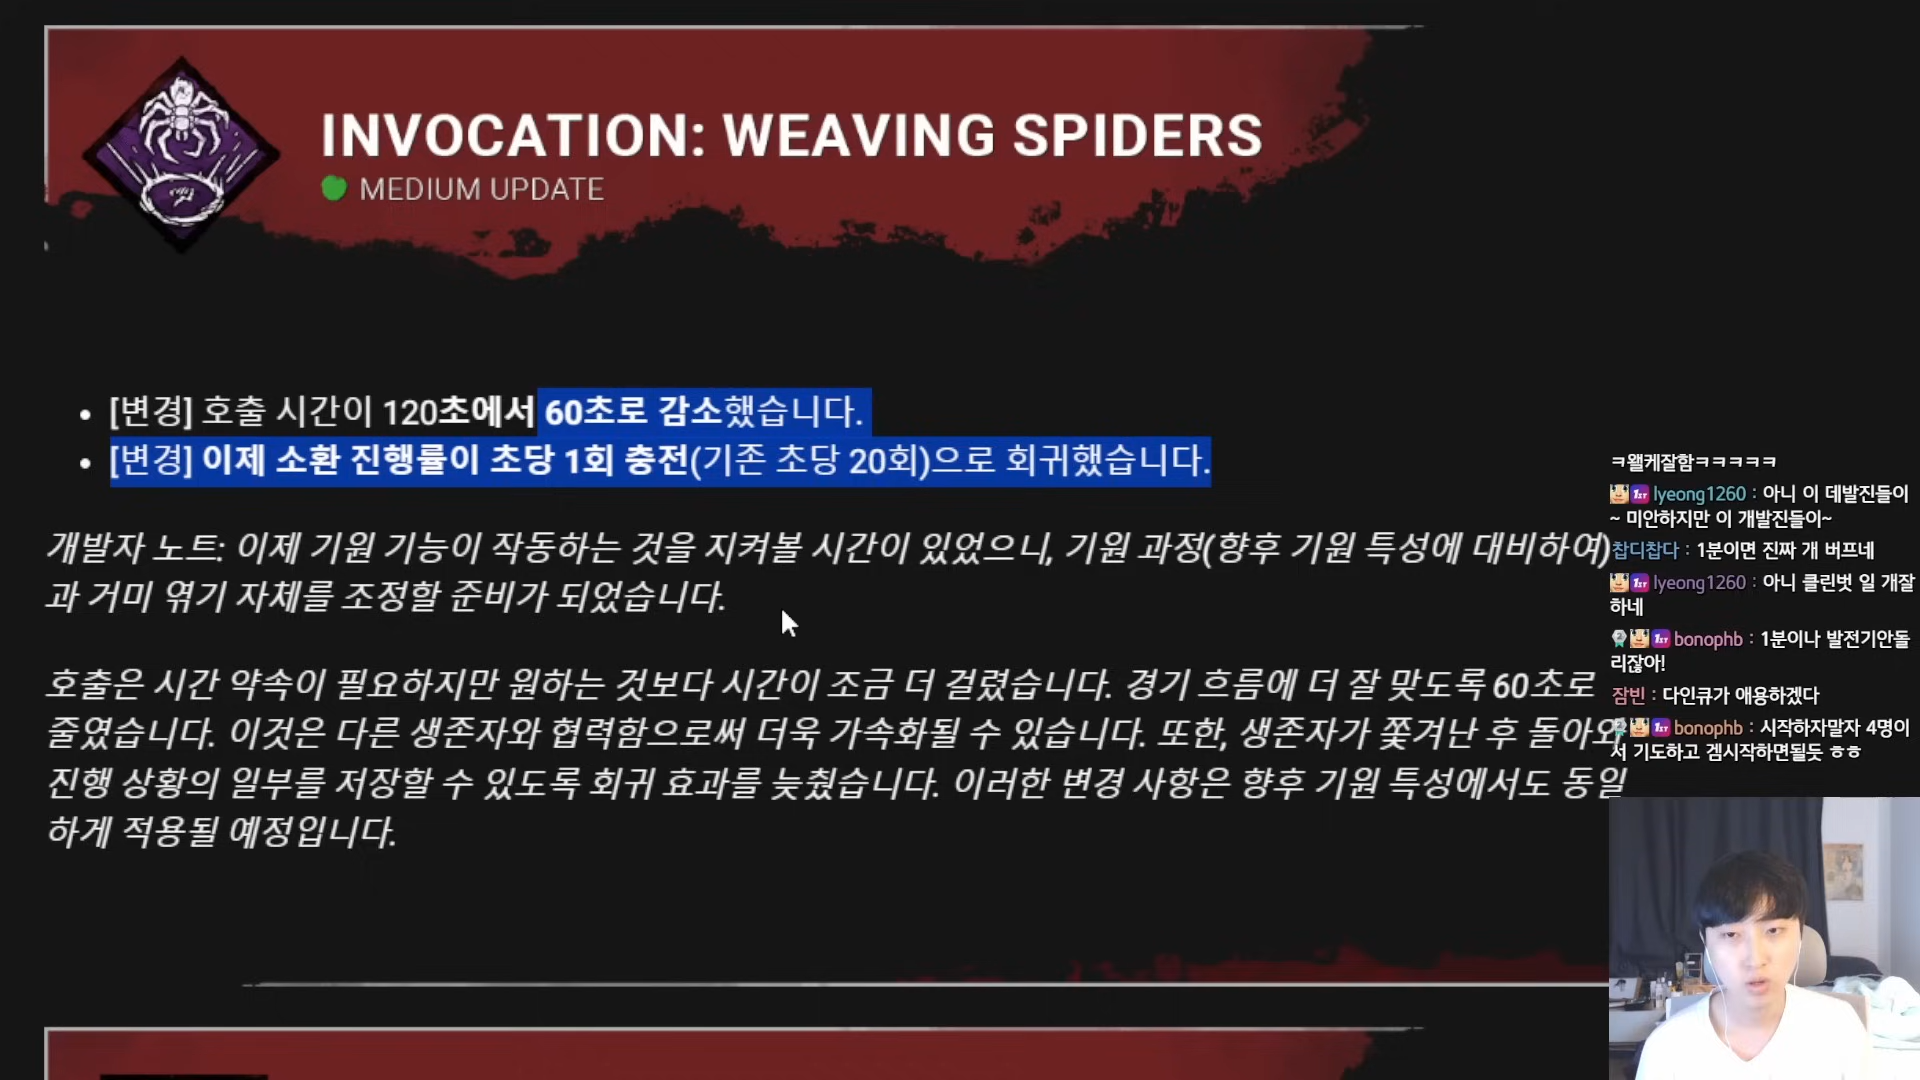 INVOCATION: WEAVING SPIDERS
MEDIUM UPDATE
[변경] 호출 시간이 120초에서 60초로 감소했습니다.
[변경] 이제 소환 진행률이 초당 1회 충전(기존 초당 20회)으로 회귀했습니다.
개발자 노트: 이제 기원 기능이 작동하는 것을 지켜볼 시간이 있었으니, 기원 과정(향후 기원 특성에 대비하여)
과 거미 엮기 자체를 조정할 준비가 되었습니다.
호출은 시간 약속이 필요하지만 원하는 것보다 시간이 조금 더 걸렸습니다. 경기 흐름에 더 잘 맞도록 60초로
줄였습니다. 이것은 다른 생존자와 협력함으로써 더욱 가속화될 수 있습니다. 또한, 생존자가 쫓겨난 후 돌아와
진행 상황의 일부를 저장할 수 있도록 회귀 효과를 늦췄습니다. 이러한 변경 사항은 향후 기원 특성에서도 동일
하게 적용될 예정입니다.
ㅋ왤케잘함ㅋㅋㅋㅋㅋ
1ST lyeong1260 : 아니 이 데발진들이
~ 미안하지만 이 개발진들이~
찹디찹다 : 1분이면 진짜 개 버프네
1ST lyeong1260 : 아니 클린벗 일 개잘
하네
2 1ST bonophb : 1분이나 발전기안돌
리잖아!
잠빈 : 다인큐가 애용하겠다
1ST bonophb : 시작하자말자 4명이
서 기도하고 겜시작하면될듯 ㅎㅎ